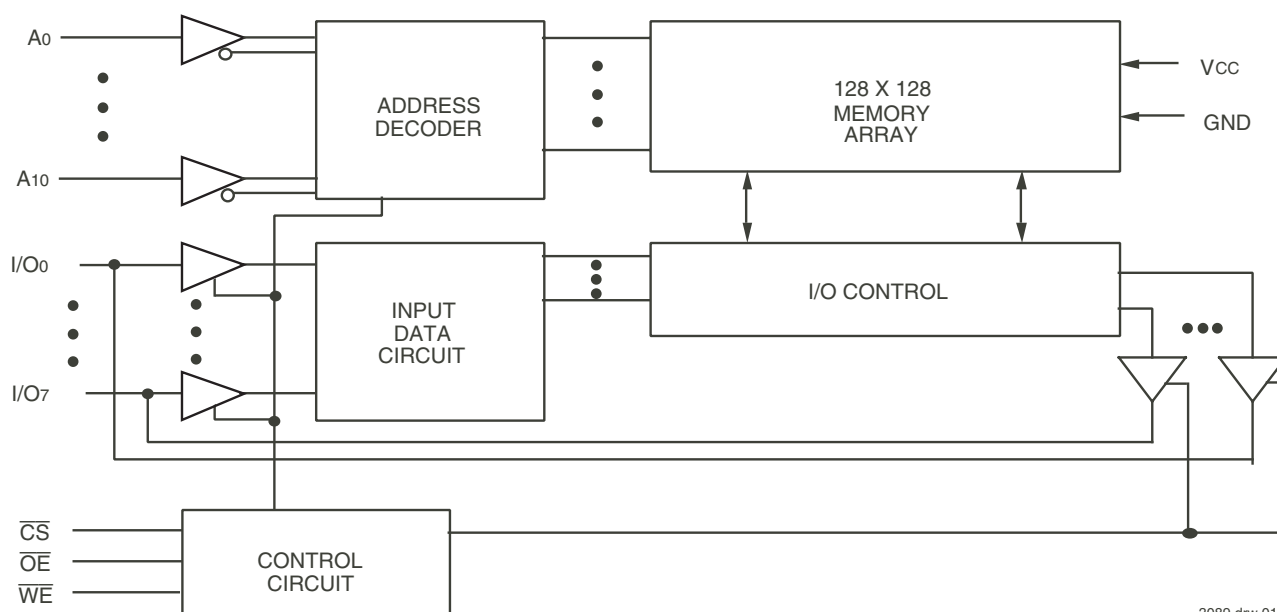 A0
ADDRESS
DECODER
128 X 128
MEMORY
ARRAY
VCC
GND
A10
I/O0
INPUT
DATA
CIRCUIT
I/O CONTROL
I/O7
CS
OE
WE
CONTROL
CIRCUIT